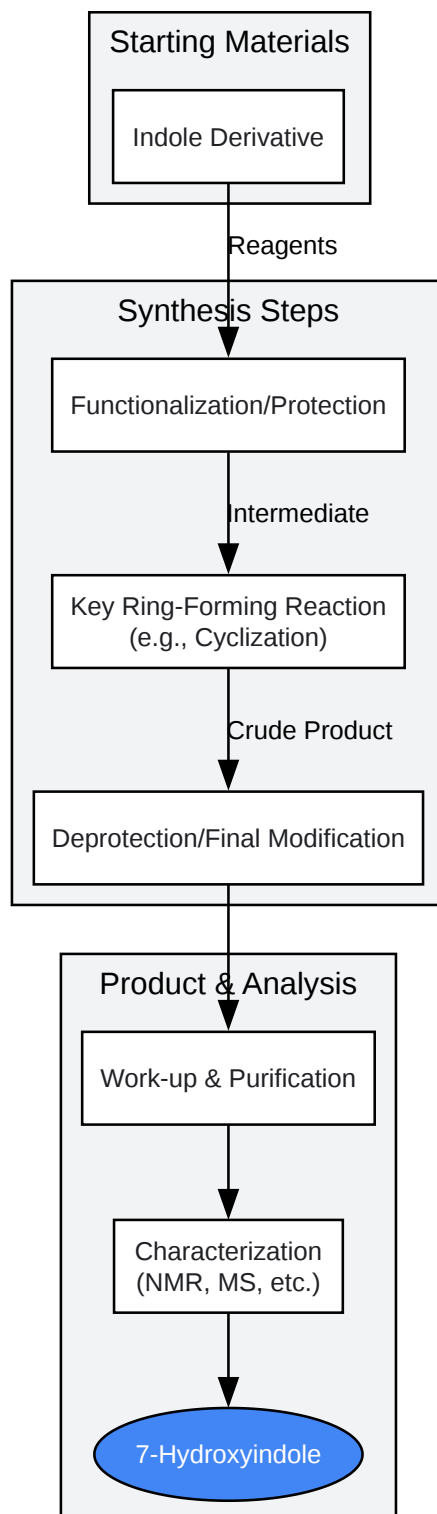 Starting Materials
Indole Derivative
Reagents
Synthesis Steps
Functionalization/Protection
Intermediate
Key Ring-Forming Reaction
(e.g., Cyclization)
Crude Product
Deprotection/Final Modification
Product & Analysis
Work-up & Purification
Characterization
(NMR, MS, etc.)
7-Hydroxyindole